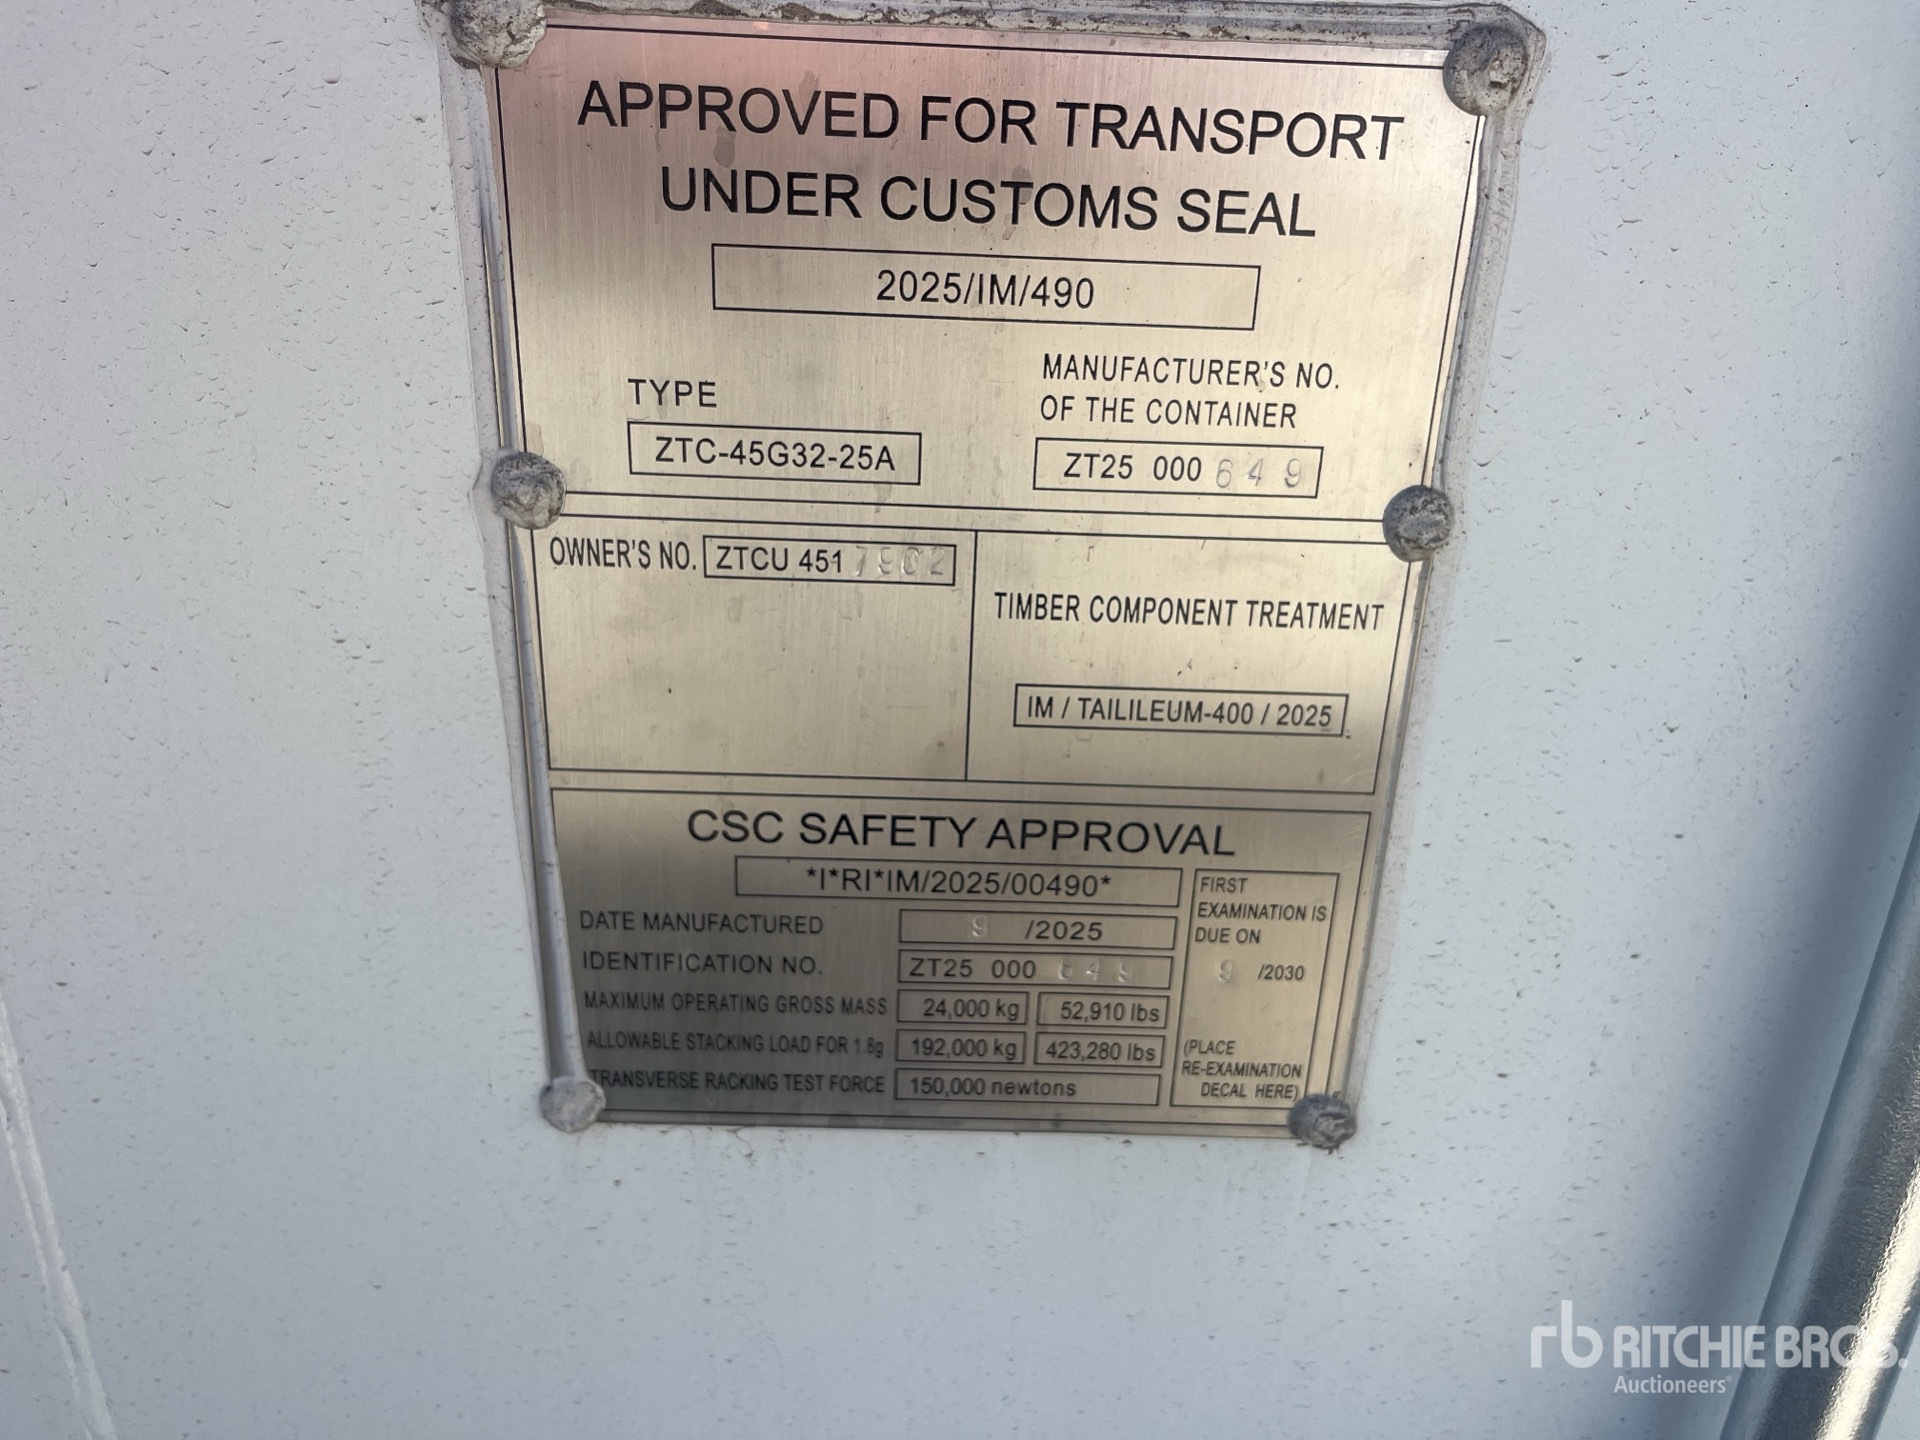 APPROVED FOR TRANSPORT
UNDER CUSTOMS SEAL
2025/IM/490
TYPE
ZTC-45G32-25A
MANUFACTURER'S NO.
OF THE CONTAINER
ZT25 000 649
OWNER'S NO. ZTCU 451 7902
TIMBER COMPONENT TREATMENT
IM / TAILILEUM-400 / 2025
CSC SAFETY APPROVAL
*I*RI*IM/2025/00490*
DATE MANUFACTURED 9 /2025
IDENTIFICATION NO. ZT25 000 649
MAXIMUM OPERATING GROSS MASS 24,000 kg 52,910 lbs
ALLOWABLE STACKING LOAD FOR 1.8g 192,000 kg 423,280 lbs
TRANSVERSE RACKING TEST FORCE 150,000 newtons
FIRST
EXAMINATION IS
DUE ON
9 /2030
(PLACE
RE-EXAMINATION
DECAL HERE)
rb RITCHIE BROS.
Auctioneers